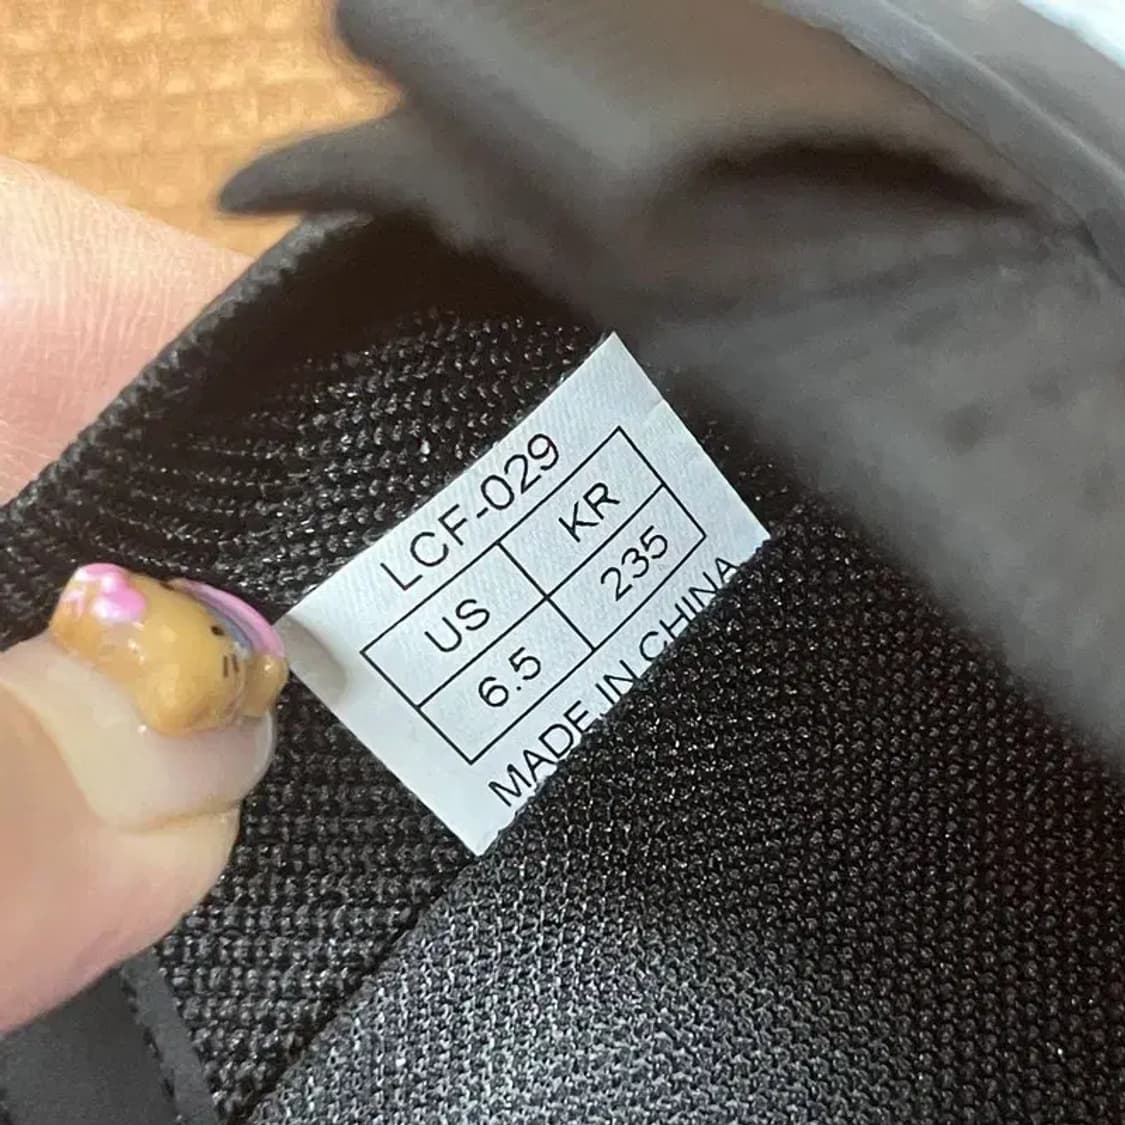 LCF-029
US KR
6.5 235
MADE IN CHINA